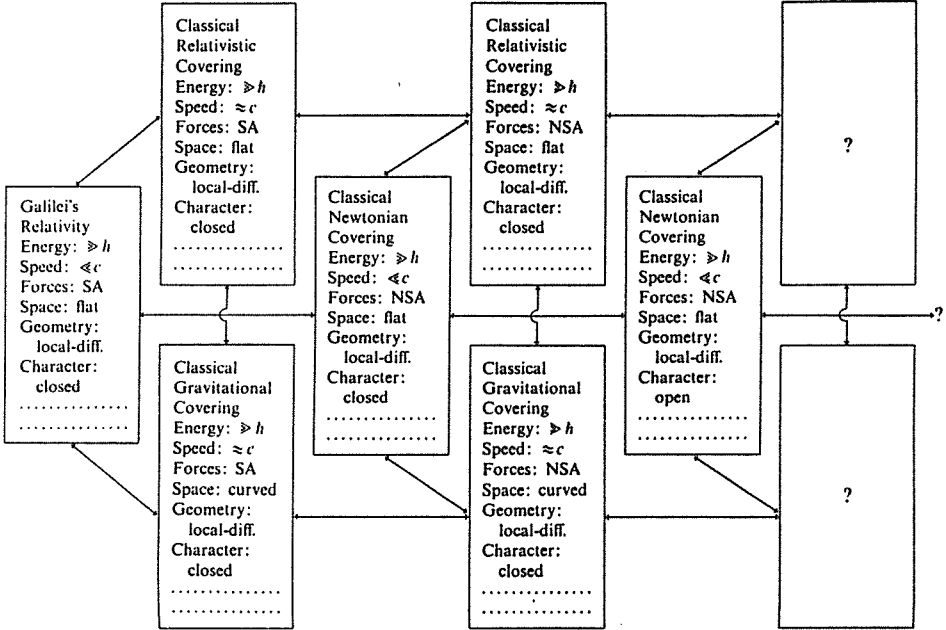 Classical
Relativistic
Covering
Energy: ≫ h
Speed: ≈ c
Forces: SA
Space: flat
Geometry:
local-diff.
Character:
closed
..............
..............
Classical
Relativistic
Covering
Energy: ≫ h
Speed: ≈ c
Forces: NSA
Space: flat
Geometry:
local-diff.
Character:
closed
..............
..............
?
Galilei's
Relativity
Energy: ≫ h
Speed: ≪ c
Forces: SA
Space: flat
Geometry:
local-diff.
Character:
closed
..............
..............
Classical
Newtonian
Covering
Energy: ≫ h
Speed: ≪ c
Forces: NSA
Space: flat
Geometry:
local-diff.
Character:
closed
..............
..............
Classical
Newtonian
Covering
Energy: ≫ h
Speed: ≪ c
Forces: NSA
Space: flat
Geometry:
local-diff.
Character:
open
..............
..............
?
Classical
Gravitational
Covering
Energy: ≫ h
Speed: ≈ c
Forces: SA
Space: curved
Geometry:
local-diff.
Character:
closed
..............
..............
Classical
Gravitational
Covering
Energy: ≫ h
Speed: ≈ c
Forces: NSA
Space: curved
Geometry:
local-diff.
Character:
closed
..............
..............
?